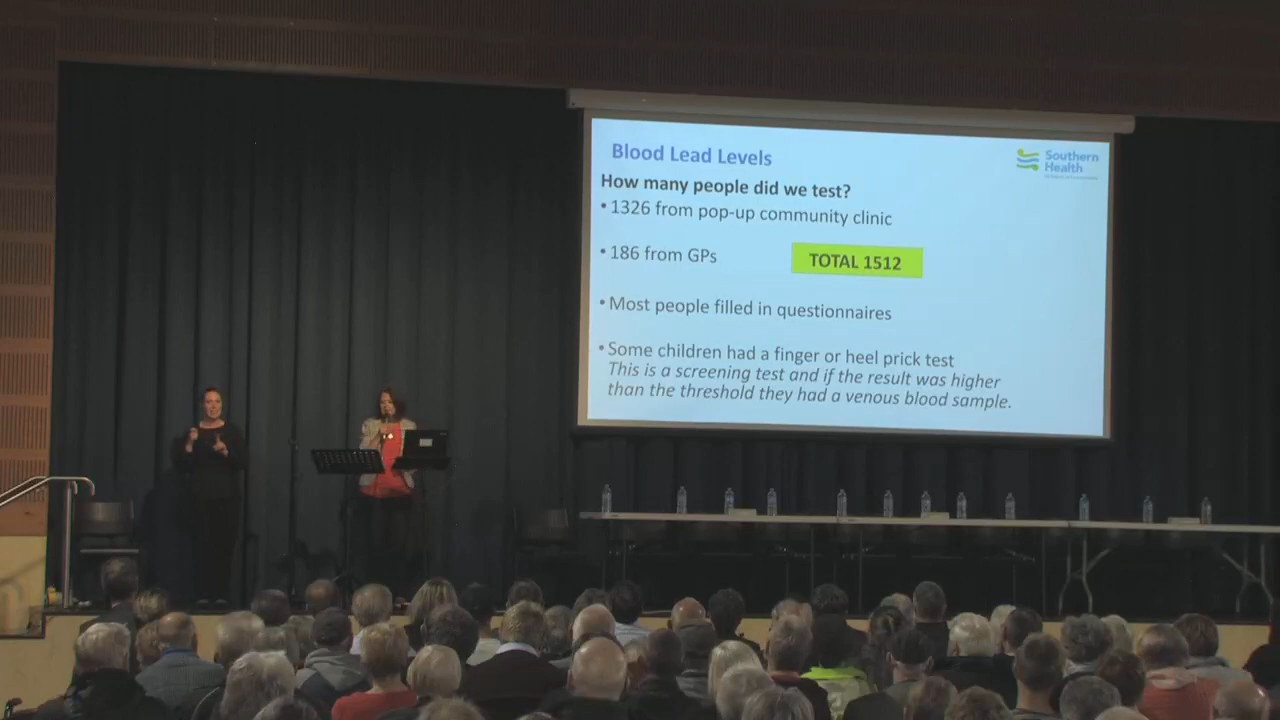 Blood Lead Levels
Southern
Health
How many people did we test?
• 1326 from pop-up community clinic
• 186 from GPs
TOTAL 1512
• Most people filled in questionnaires
• Some children had a finger or heel prick test
This is a screening test and if the result was higher
than the threshold they had a venous blood sample.